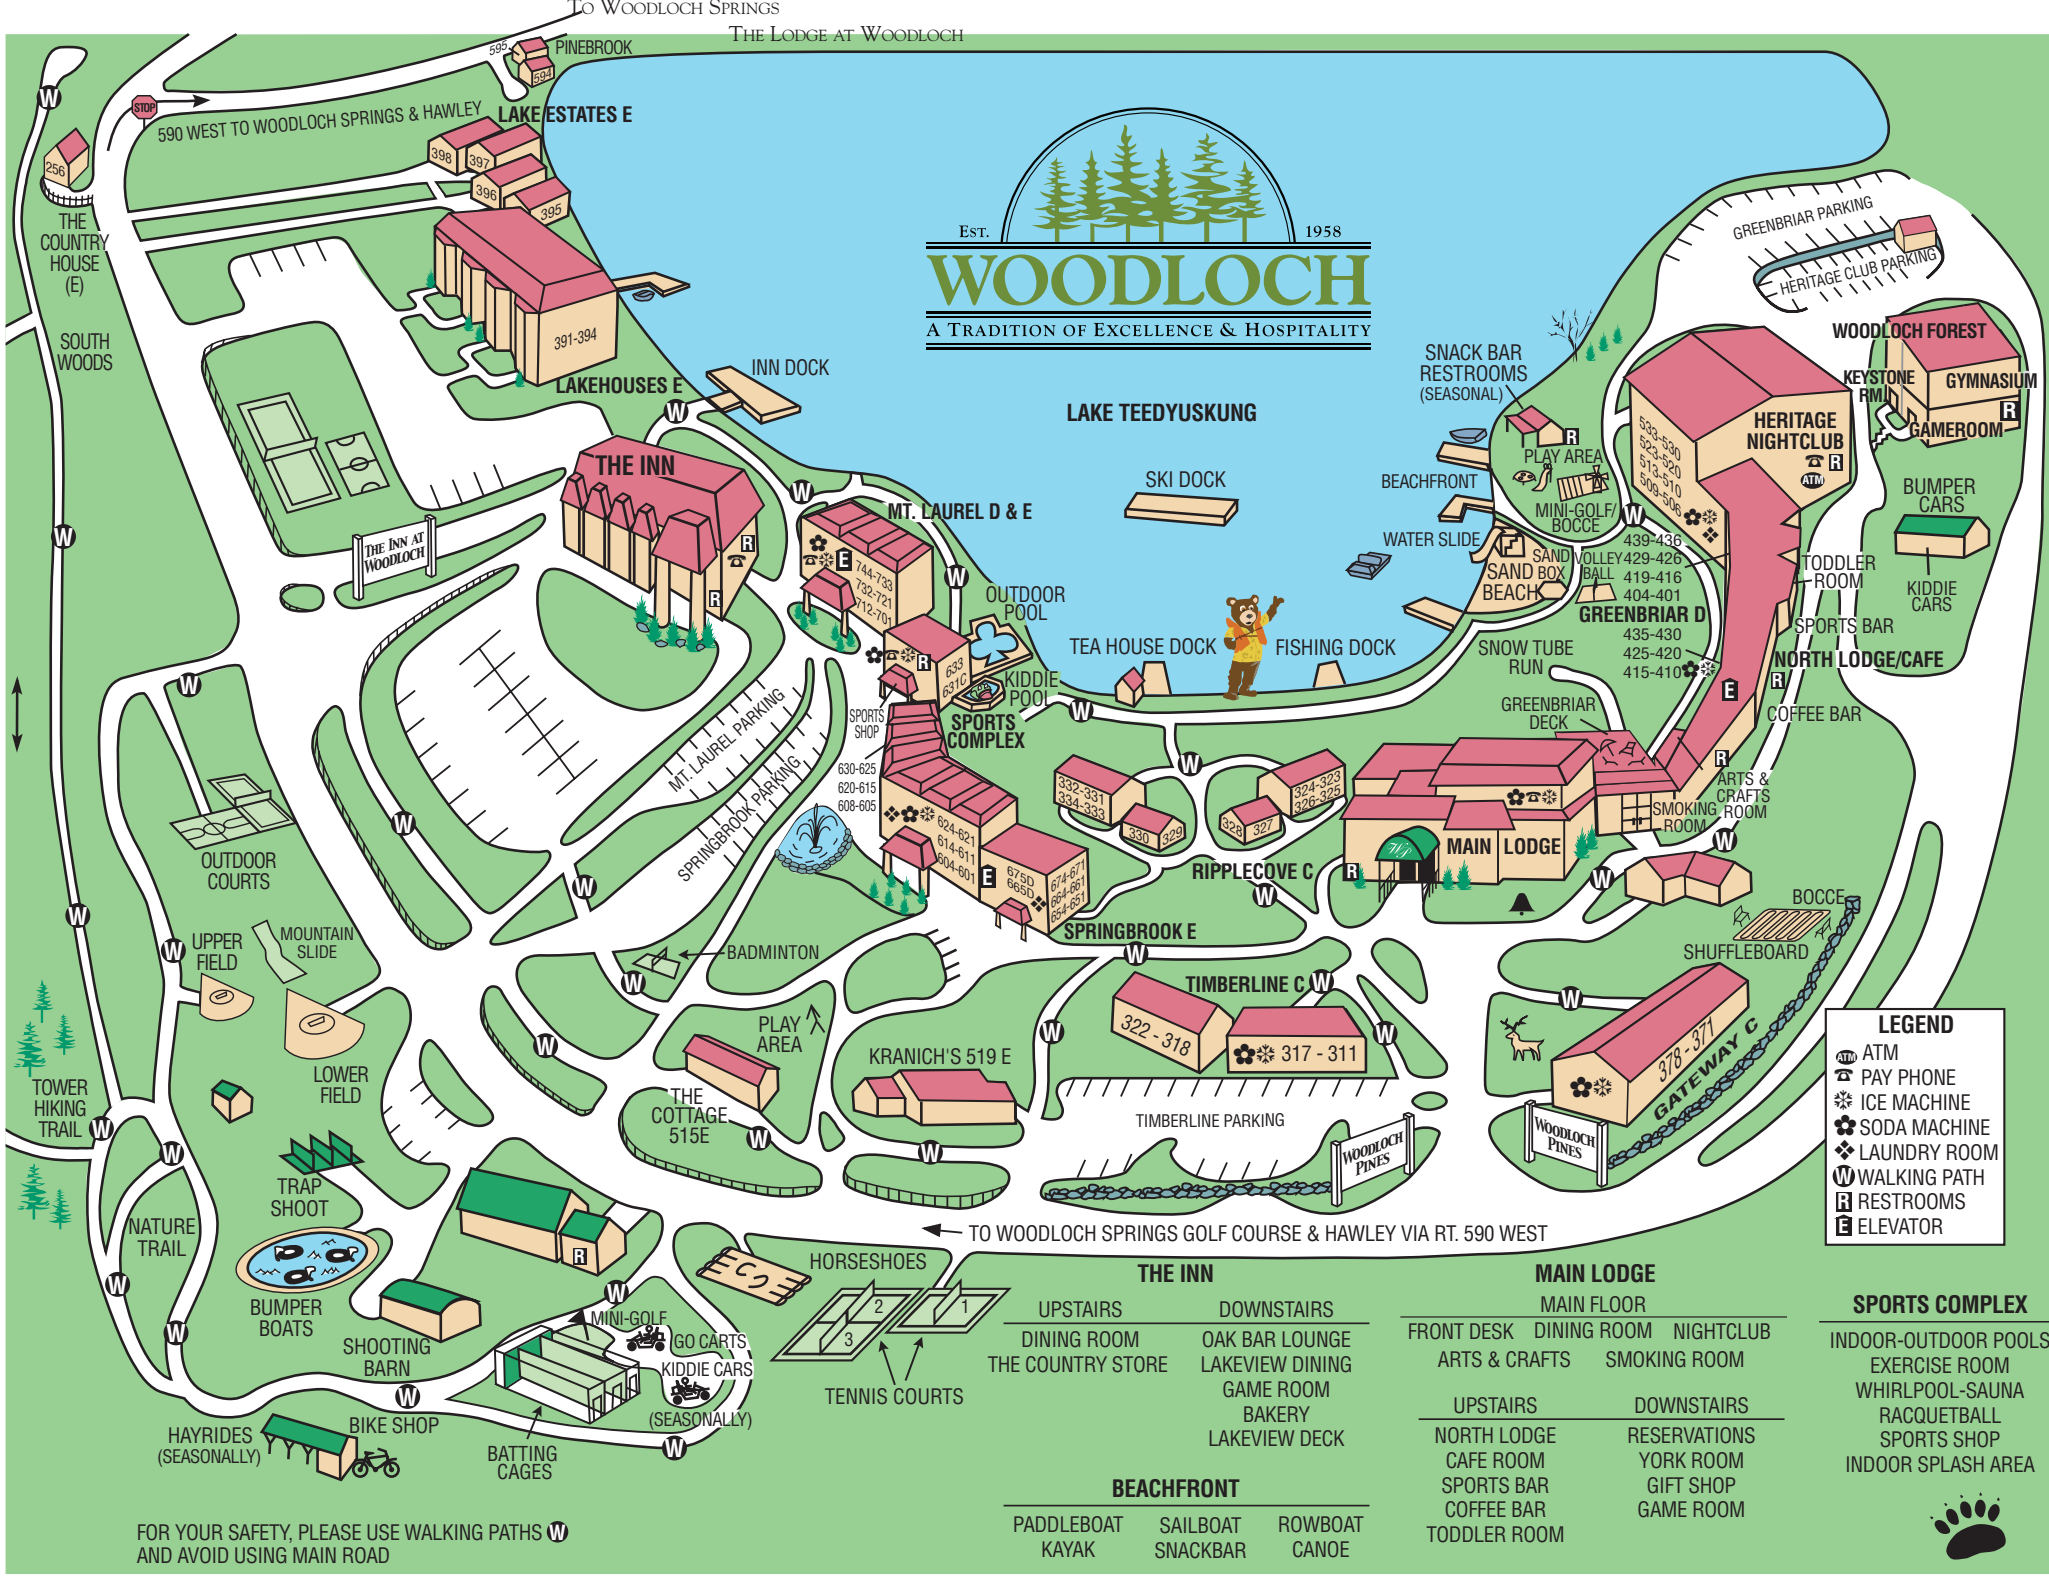 TO WOODLOCH SPRINGS
THE LODGE AT WOODLOCH
595
PINEBROOK
594
STOP
590 WEST TO WOODLOCH SPRINGS & HAWLEY
LAKE ESTATES E
398
397
396
395
256
THE
COUNTRY
HOUSE
(E)
SOUTH
WOODS
391-394
LAKEHOUSES E
INN DOCK
EST.
1958
WOODLOCH
A TRADITION OF EXCELLENCE & HOSPITALITY
LAKE TEEDYUSKUNG
SKI DOCK
GREENBRIAR PARKING
HERITAGE CLUB PARKING
WOODLOCH FOREST
KEYSTONE
RM.
GYMNASIUM
R
GAMEROOM
SNACK BAR
RESTROOMS
(SEASONAL)
R
PLAY AREA
BEACHFRONT
MINI-GOLF/
BOCCE
WATER SLIDE
SAND
BOX
SAND
BEACH
VOLLEY
BALL
HERITAGE
NIGHTCLUB
R
ATM
533-530
523-520
513-510
509-506
439-436
429-426
419-416
404-401
GREENBRIAR D
435-430
425-420
415-410
BUMPER
CARS
KIDDIE
CARS
TODDLER
ROOM
SPORTS BAR
NORTH LODGE/CAFE
R
E
COFFEE BAR
R
ARTS &
CRAFTS
ROOM
SMOKING
ROOM
SNOW TUBE
RUN
GREENBRIAR
DECK
THE INN
R
R
THE INN AT
WOODLOCH
MT. LAUREL D & E
E
744-733
732-721
712-701
OUTDOOR
POOL
R
633
631C
KIDDIE
POOL
SPORTS
SHOP
SPORTS
COMPLEX
TEA HOUSE DOCK
FISHING DOCK
MT. LAUREL PARKING
SPRINGBROOK PARKING
630-625
620-615
608-605
624-621
614-611
604-601
E
675D
665D
674-671
664-661
654-651
SPRINGBROOK E
332-331
334-333
330
329
324-323
326-325
328
327
RIPPLECOVE C
WP
MAIN LODGE
R
BOCCE
SHUFFLEBOARD
OUTDOOR
COURTS
UPPER
FIELD
MOUNTAIN
SLIDE
BADMINTON
LOWER
FIELD
TOWER
HIKING
TRAIL
PLAY
AREA
THE
COTTAGE
515E
KRANICH'S 519 E
TIMBERLINE C
322 - 318
317 - 311
TIMBERLINE PARKING
WOODLOCH
PINES
WOODLOCH
PINES
378 - 371
GATEWAY C
LEGEND
ATM ATM
PAY PHONE
ICE MACHINE
SODA MACHINE
LAUNDRY ROOM
W WALKING PATH
R RESTROOMS
E ELEVATOR
TRAP
SHOOT
NATURE
TRAIL
BUMPER
BOATS
SHOOTING
BARN
R
MINI-GOLF
GO CARTS
KIDDIE CARS
(SEASONALLY)
BATTING
CAGES
HAYRIDES
(SEASONALLY)
BIKE SHOP
HORSESHOES
1
2
3
TENNIS COURTS
TO WOODLOCH SPRINGS GOLF COURSE & HAWLEY VIA RT. 590 WEST
THE INN
UPSTAIRS
DINING ROOM
THE COUNTRY STORE
DOWNSTAIRS
OAK BAR LOUNGE
LAKEVIEW DINING
GAME ROOM
BAKERY
LAKEVIEW DECK
BEACHFRONT
PADDLEBOAT SAILBOAT ROWBOAT
KAYAK SNACKBAR CANOE
MAIN LODGE
MAIN FLOOR
FRONT DESK DINING ROOM NIGHTCLUB
ARTS & CRAFTS SMOKING ROOM
UPSTAIRS
NORTH LODGE
CAFE ROOM
SPORTS BAR
COFFEE BAR
TODDLER ROOM
DOWNSTAIRS
RESERVATIONS
YORK ROOM
GIFT SHOP
GAME ROOM
SPORTS COMPLEX
INDOOR-OUTDOOR POOLS
EXERCISE ROOM
WHIRLPOOL-SAUNA
RACQUETBALL
SPORTS SHOP
INDOOR SPLASH AREA
FOR YOUR SAFETY, PLEASE USE WALKING PATHS W
AND AVOID USING MAIN ROAD